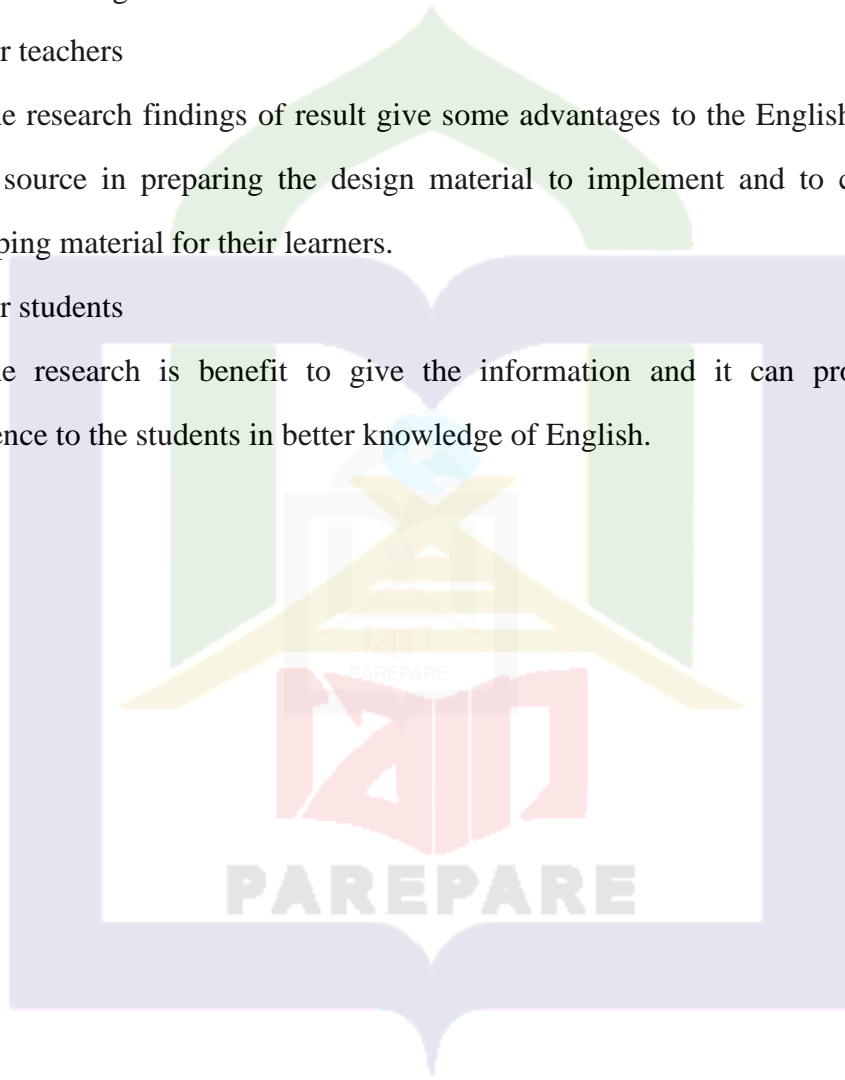 r teachers
e research findings of result give some advantages to the English
source in preparing the design material to implement and to
ping material for their learners.
r students
e research is benefit to give the information and it can
ence to the students in better knowledge of English.
PAREPARE
PAREPARE